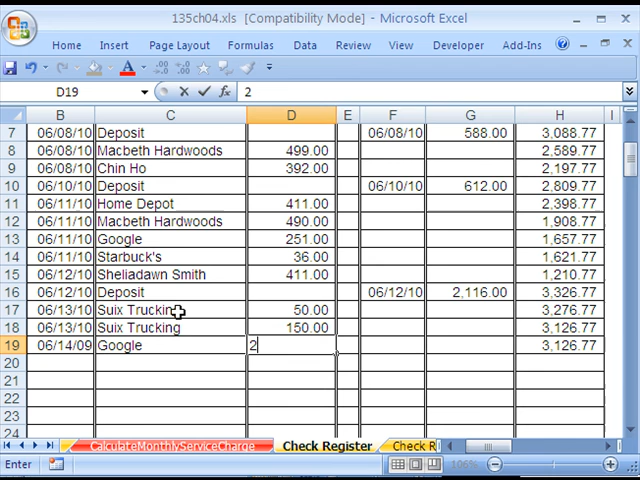 135ch04.xls [Compatibility Mode] - Microsoft Excel
Home Insert Page Layout Formulas Data Review View Developer Add-Ins
D19 fx 2
B C D E F G H I
7 06/08/10 Deposit 06/08/10 588.00 3,088.77
8 06/08/10 Macbeth Hardwoods 499.00 2,589.77
9 06/08/10 Chin Ho 392.00 2,197.77
10 06/10/10 Deposit 06/10/10 612.00 2,809.77
11 06/11/10 Home Depot 411.00 2,398.77
12 06/11/10 Macbeth Hardwoods 490.00 1,908.77
13 06/11/10 Google 251.00 1,657.77
14 06/11/10 Starbuck's 36.00 1,621.77
15 06/12/10 Sheliadawn Smith 411.00 1,210.77
16 06/12/10 Deposit 06/12/10 2,116.00 3,326.77
17 06/13/10 Suix Trucking 50.00 3,276.77
18 06/13/10 Suix Trucking 150.00 3,126.77
19 06/14/09 Google 2 3,126.77
20
21
22
23
24
CalculateMonthlyServiceCharge Check Register Check R
Enter 106%